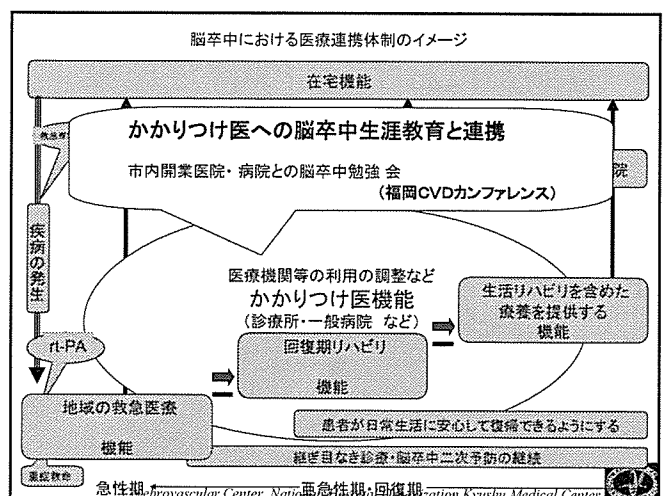 脳卒中における医療連携体制のイメージ
在宅機能
かかりつけ医への脳卒中生涯教育と連携
市内開業医院・病院との脳卒中勉強 会
(福岡CVDカンファレンス)
院
疾病の発生
医療機関等の利用の調整など
かかりつけ医機能
(診療所・一般病院 など)
生活リハビリを含めた
療養を提供する
機能
rt-PA
回復期リハビリ
機能
地域の救急医療
機能
患者が日常生活に安心して復帰できるようにする
継ぎ目なき診療・脳卒中二次予防の継続
重症救命
急性期
亜急性期・回復期
Kyushu Medical Center